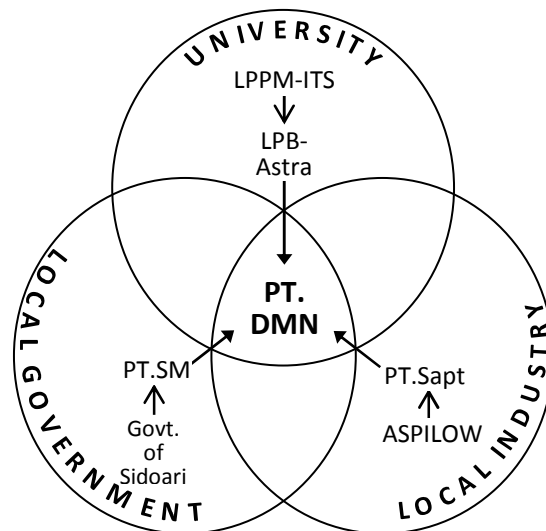 UNIVERSITY
LPPM-ITS
LPB-
Astra
PT.
DMN
LOCAL GOVERNMENT
PT.SM
Govt.
of
Sidoari
LOCAL INDUSTRY
PT.Sapt
ASPILOW